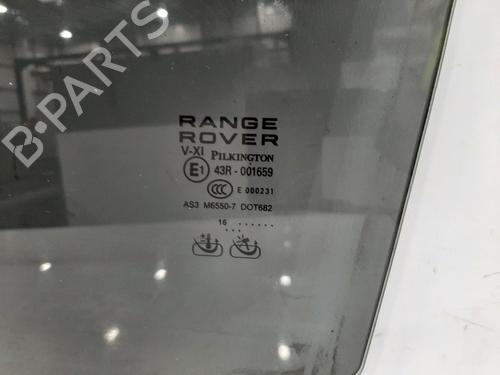 RANGE
ROVER
V-XI PILKINGTON
E1 43R-001659
CCC E 000231
AS3 M6550-7 DOT682
16 ......
...
B-PARTS